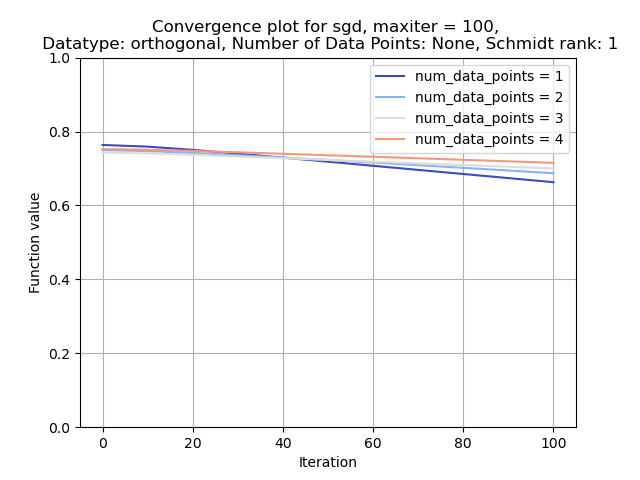 Convergence plot for sgd, maxiter = 100,
Datatype: orthogonal, Number of Data Points: None, Schmidt rank: 1
num_data_points = 1
num_data_points = 2
num_data_points = 3
num_data_points = 4
Function value
1.0
0.8
0.6
0.4
0.2
0.0
0 20 40 60 80 100
Iteration